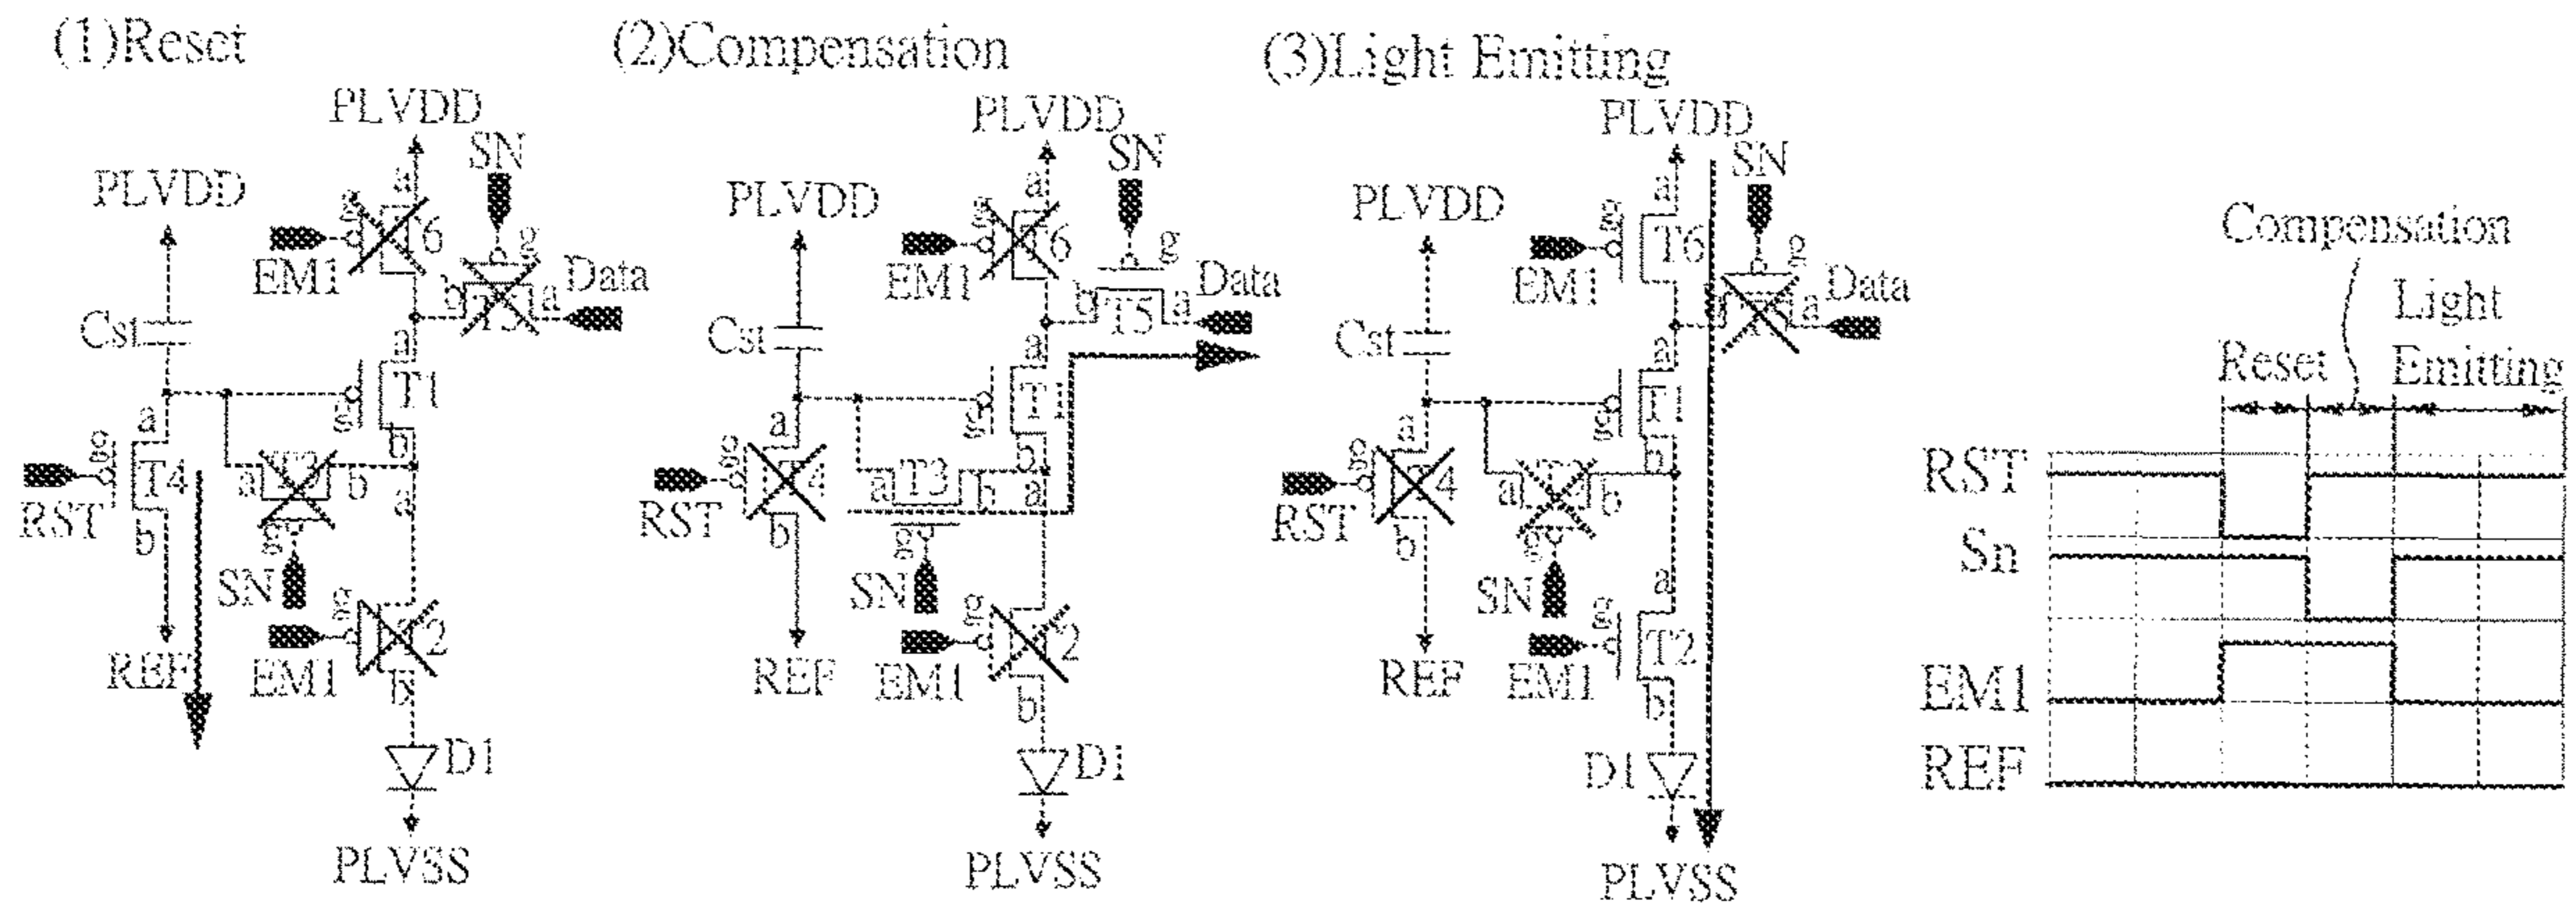 (1)Reset
PLVDD
SN
PLVDD
a
g
T6
EM1
g
Data
b
T5
a
Cst
a
T1
g
b
a
g
T4
RST
b
a
T3
b
a
g
SN
REF
g
T2
EM1
b
D1
PLVSS
(2)Compensation
PLVDD
SN
PLVDD
a
g
T6
EM1
g
Data
b
T5
a
Cst
a
T1
g
b
a
g
T4
RST
b
a
T3
b
a
g
SN
REF
g
T2
EM1
b
D1
PLVSS
(3)Light Emitting
PLVDD
SN
PLVDD
a
g
T6
EM1
g
Data
a
Cst
a
T1
g
b
a
g
T4
RST
b
a
b
g
SN
a
REF
g
T2
EM1
b
D1
PLVSS
Compensation
Light
Reset
Emitting
RST
Sn
EM1
REF